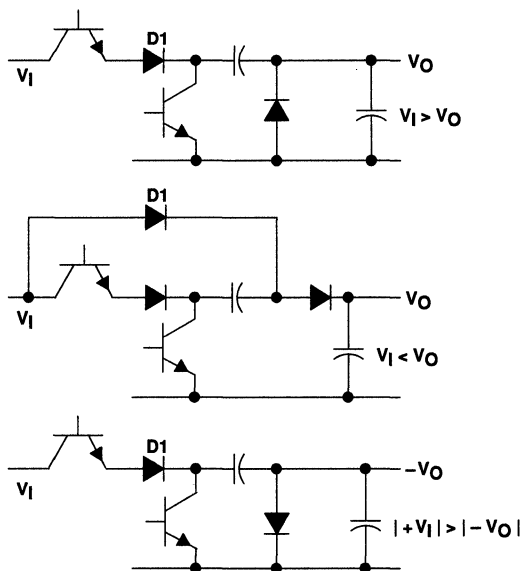 D1
VI
VO
VI > VO
D1
VI
VO
VI < VO
D1
VI
–VO
| +VI | > | – VO |